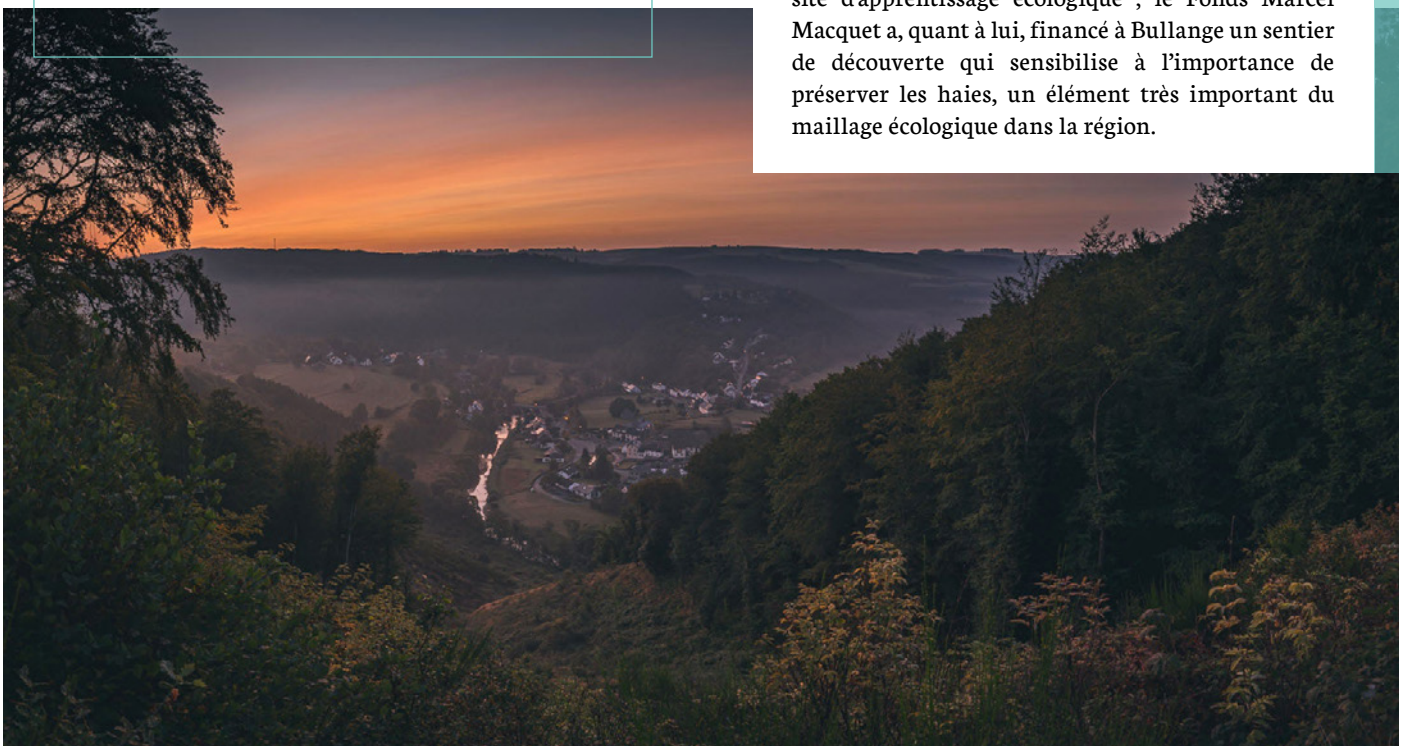 site d'apprentissage écologique ; le Fonds Marcel
Macquet a, quant à lui, financé à Bullange un sentier
de découverte qui sensibilise à l’importance de
préserver les haies, un élément très important du
maillage écologique dans la région.